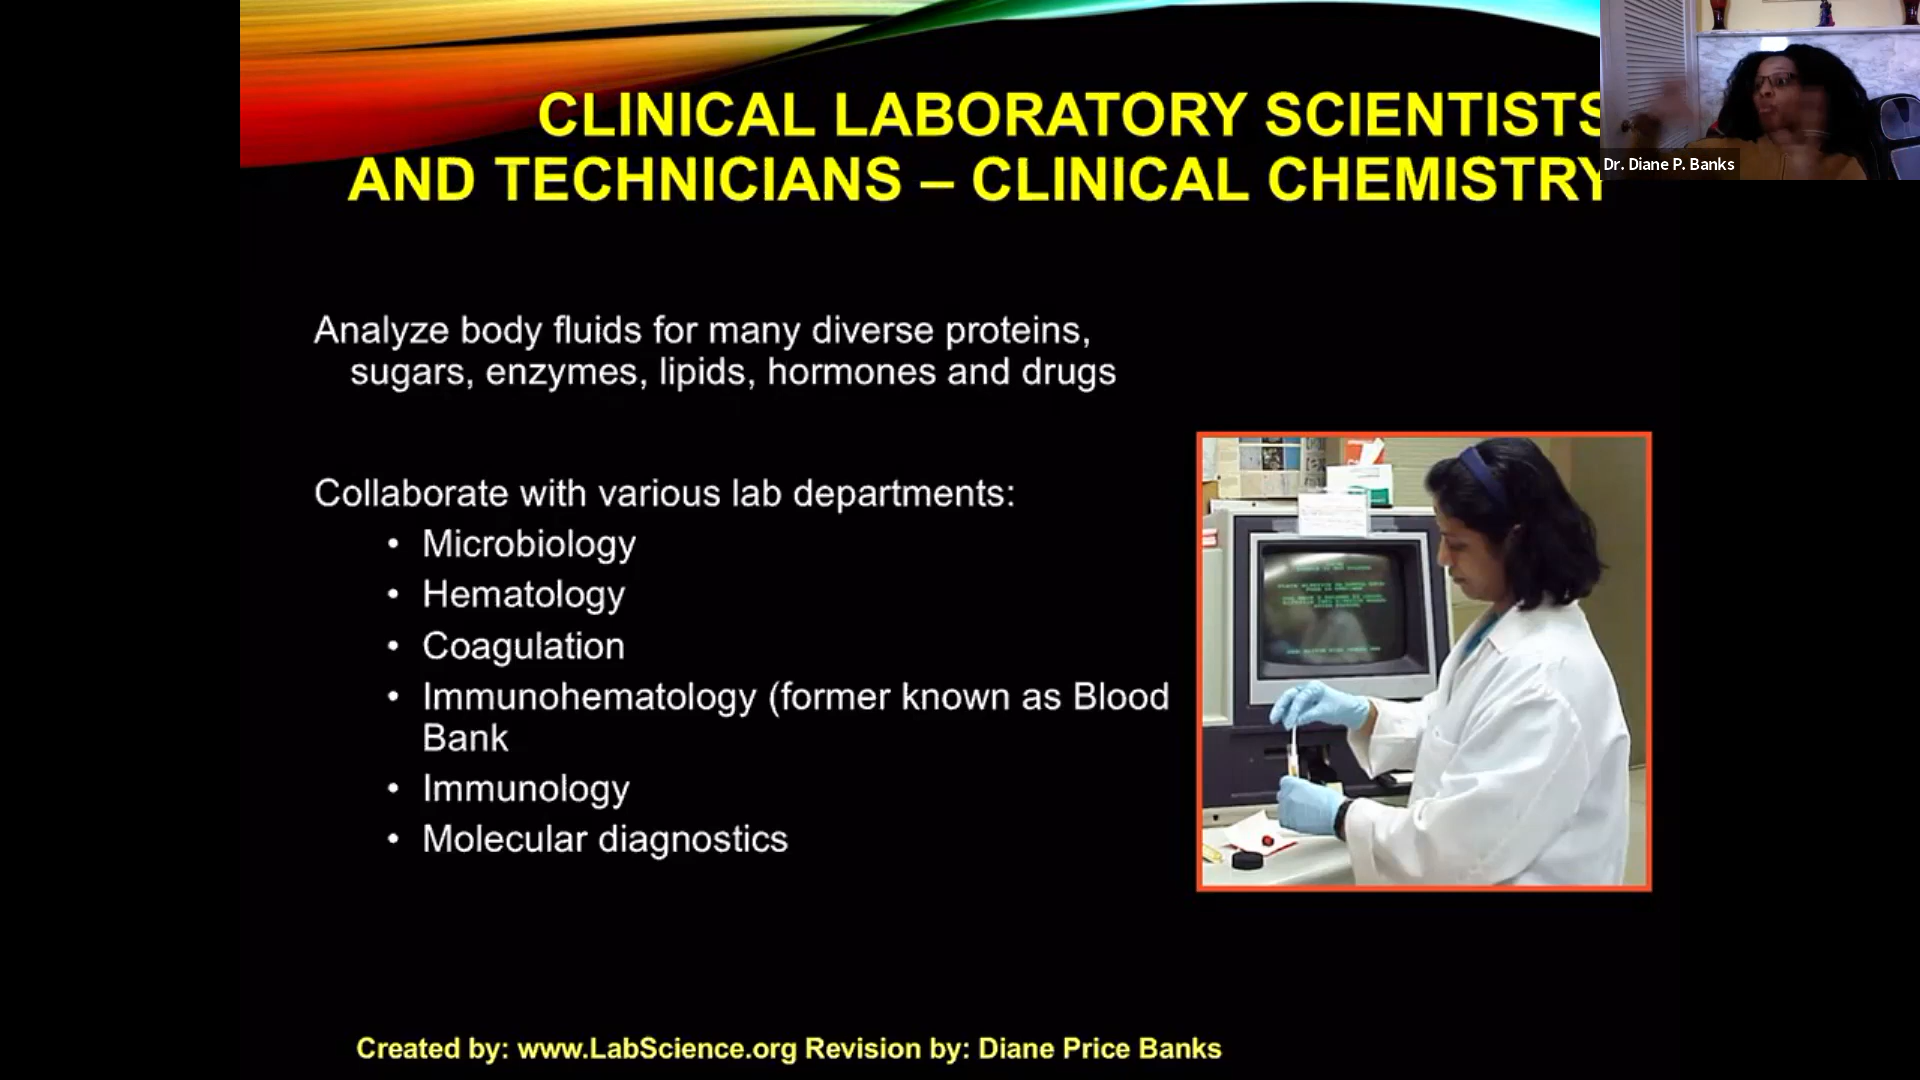 CLINICAL LABORATORY SCIENTISTS
AND TECHNICIANS – CLINICAL CHEMISTRY
Dr. Diane P. Banks
Analyze body fluids for many diverse proteins,
sugars, enzymes, lipids, hormones and drugs
Collaborate with various lab departments:
• Microbiology
• Hematology
• Coagulation
• Immunohematology (former known as Blood
Bank
• Immunology
• Molecular diagnostics
Created by: www.LabScience.org Revision by: Diane Price Banks